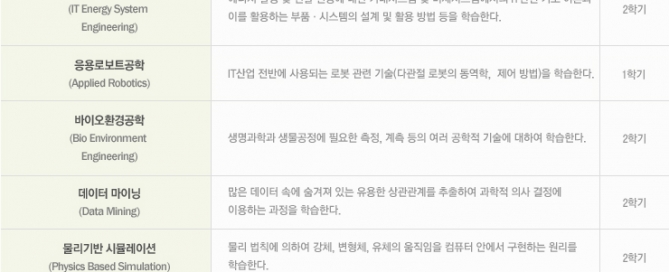 (IT Energy System
Engineering)
이를 활용하는 부품 · 시스템의 설계 및 활용 방법 등을 학습한다.
2학기
응용로보트공학
(Applied Robotics)
IT산업 전반에 사용되는 로봇 관련 기술(다관절 로봇의 동역학, 제어 방법)을 학습한다.
1학기
바이오환경공학
(Bio Environment
Engineering)
생명과학과 생물공정에 필요한 측정, 계측 등의 여러 공학적 기술에 대하여 학습한다.
2학기
데이터 마이닝
(Data Mining)
많은 데이터 속에 숨겨져 있는 유용한 상관관계를 추출하여 과학적 의사 결정에
이용하는 과정을 학습한다.
2학기
물리기반 시뮬레이션
(Physics Based Simulation)
물리 법칙에 의하여 강체, 변형체, 유체의 움직임을 컴퓨터 안에서 구현하는 원리를
학습한다.
2학기